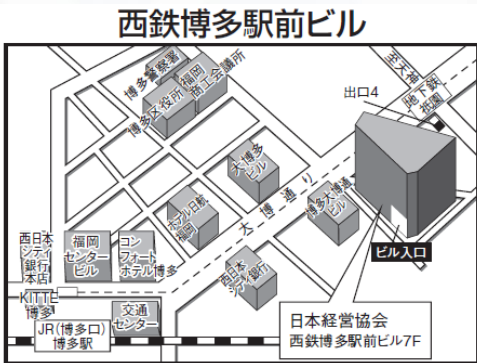 西鉄博多駅前ビル
至天神
地下鉄
祇園
出口4
博多警察署
福岡
商工会議所
博多区役所
大博多
ビル
大博通り
博多大博通
ビル
ホテル日航
福岡
西日本
シティ銀行
ビル入口
西日本
シティ
銀行
本店
福岡
センター
ビル
コン
フォート
ホテル博多
KITTE
博多
交通
センター
JR(博多口)
博多駅
日本経営協会
西鉄博多駅前ビル7F